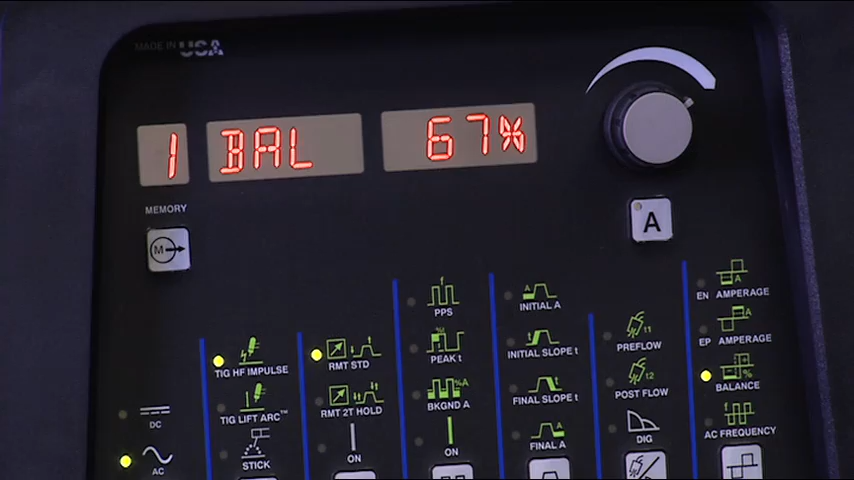 MADE IN USA
1 BAL 67%
MEMORY
M
A
DC
AC
TIG HF IMPULSE
TIG LIFT ARC™
STICK
RMT STD
RMT 2T HOLD
ON
PPS
PEAK t
%A
BKGND A
ON
A
INITIAL A
INITIAL SLOPE t
FINAL SLOPE t
A
FINAL A
t1
PREFLOW
t2
POST FLOW
DIG
A
EN AMPERAGE
A
EP AMPERAGE
%
BALANCE
AC FREQUENCY